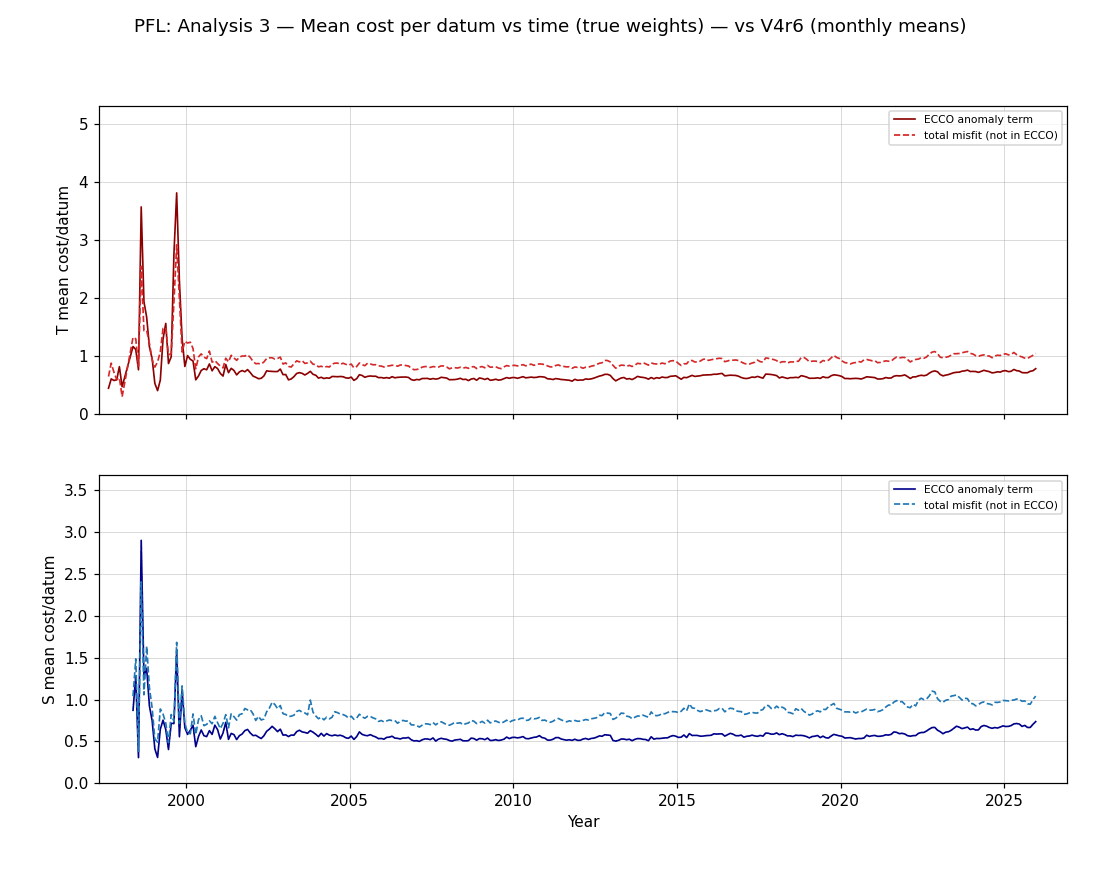 PFL: Analysis 3 — Mean cost per datum vs time (true weights) — vs V4r6 (monthly means)
T mean cost/datum
5
4
3
2
1
0
ECCO anomaly term
total misfit (not in ECCO)
S mean cost/datum
3.5
3.0
2.5
2.0
1.5
1.0
0.5
0.0
ECCO anomaly term
total misfit (not in ECCO)
2000 2005 2010 2015 2020 2025
Year